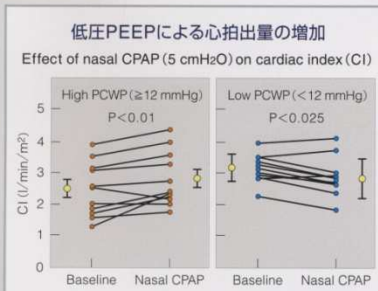 低圧PEEPによる心拍出量の増加
Effect of nasal CPAP (5 cmH2O) on cardiac index (CI)
High PCWP (≧12 mmHg)
P<0.01
Low PCWP (<12 mmHg)
P<0.025
CI (l/min/m²)
5
4
3
2
1
0
Baseline
Nasal CPAP
Baseline
Nasal CPAP